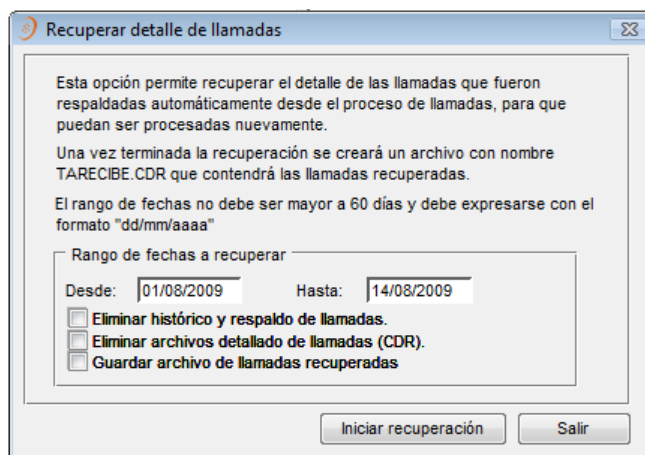 Recuperar detalle de llamadas
Esta opción permite recuperar el detalle de las llamadas que fueron
respaldadas automáticamente desde el proceso de llamadas, para que
puedan ser procesadas nuevamente.
Una vez terminada la recuperación se creará un archivo con nombre
TARECIBE.CDR que contendrá las llamadas recuperadas.
El rango de fechas no debe ser mayor a 60 días y debe expresarse con el
formato "dd/mm/aaaa"
Rango de fechas a recuperar
Desde: 01/08/2009 Hasta: 14/08/2009
Eliminar histórico y respaldo de llamadas.
Eliminar archivos detallado de llamadas (CDR).
Guardar archivo de llamadas recuperadas
Iniciar recuperación Salir